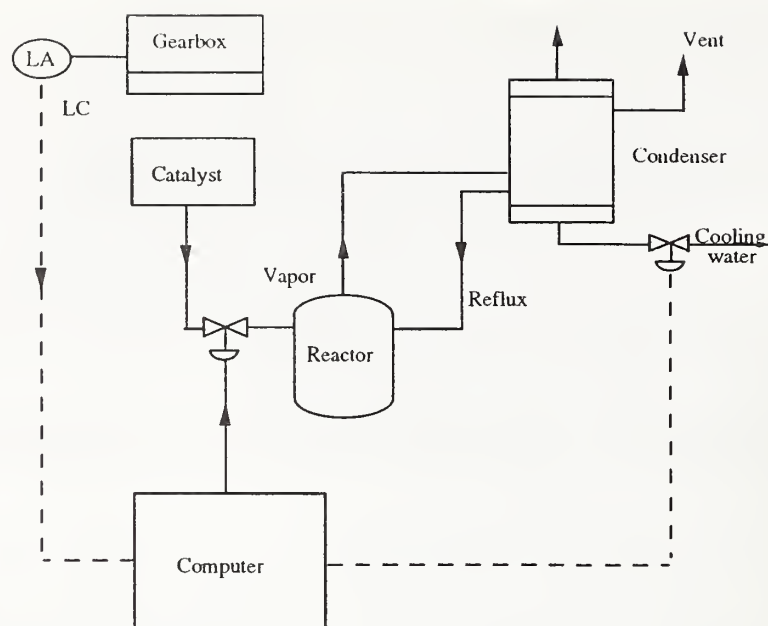 Gearbox
Vent
LA
LC
Catalyst
Condenser
Cooling
water
Vapor
Reflux
Reactor
Computer